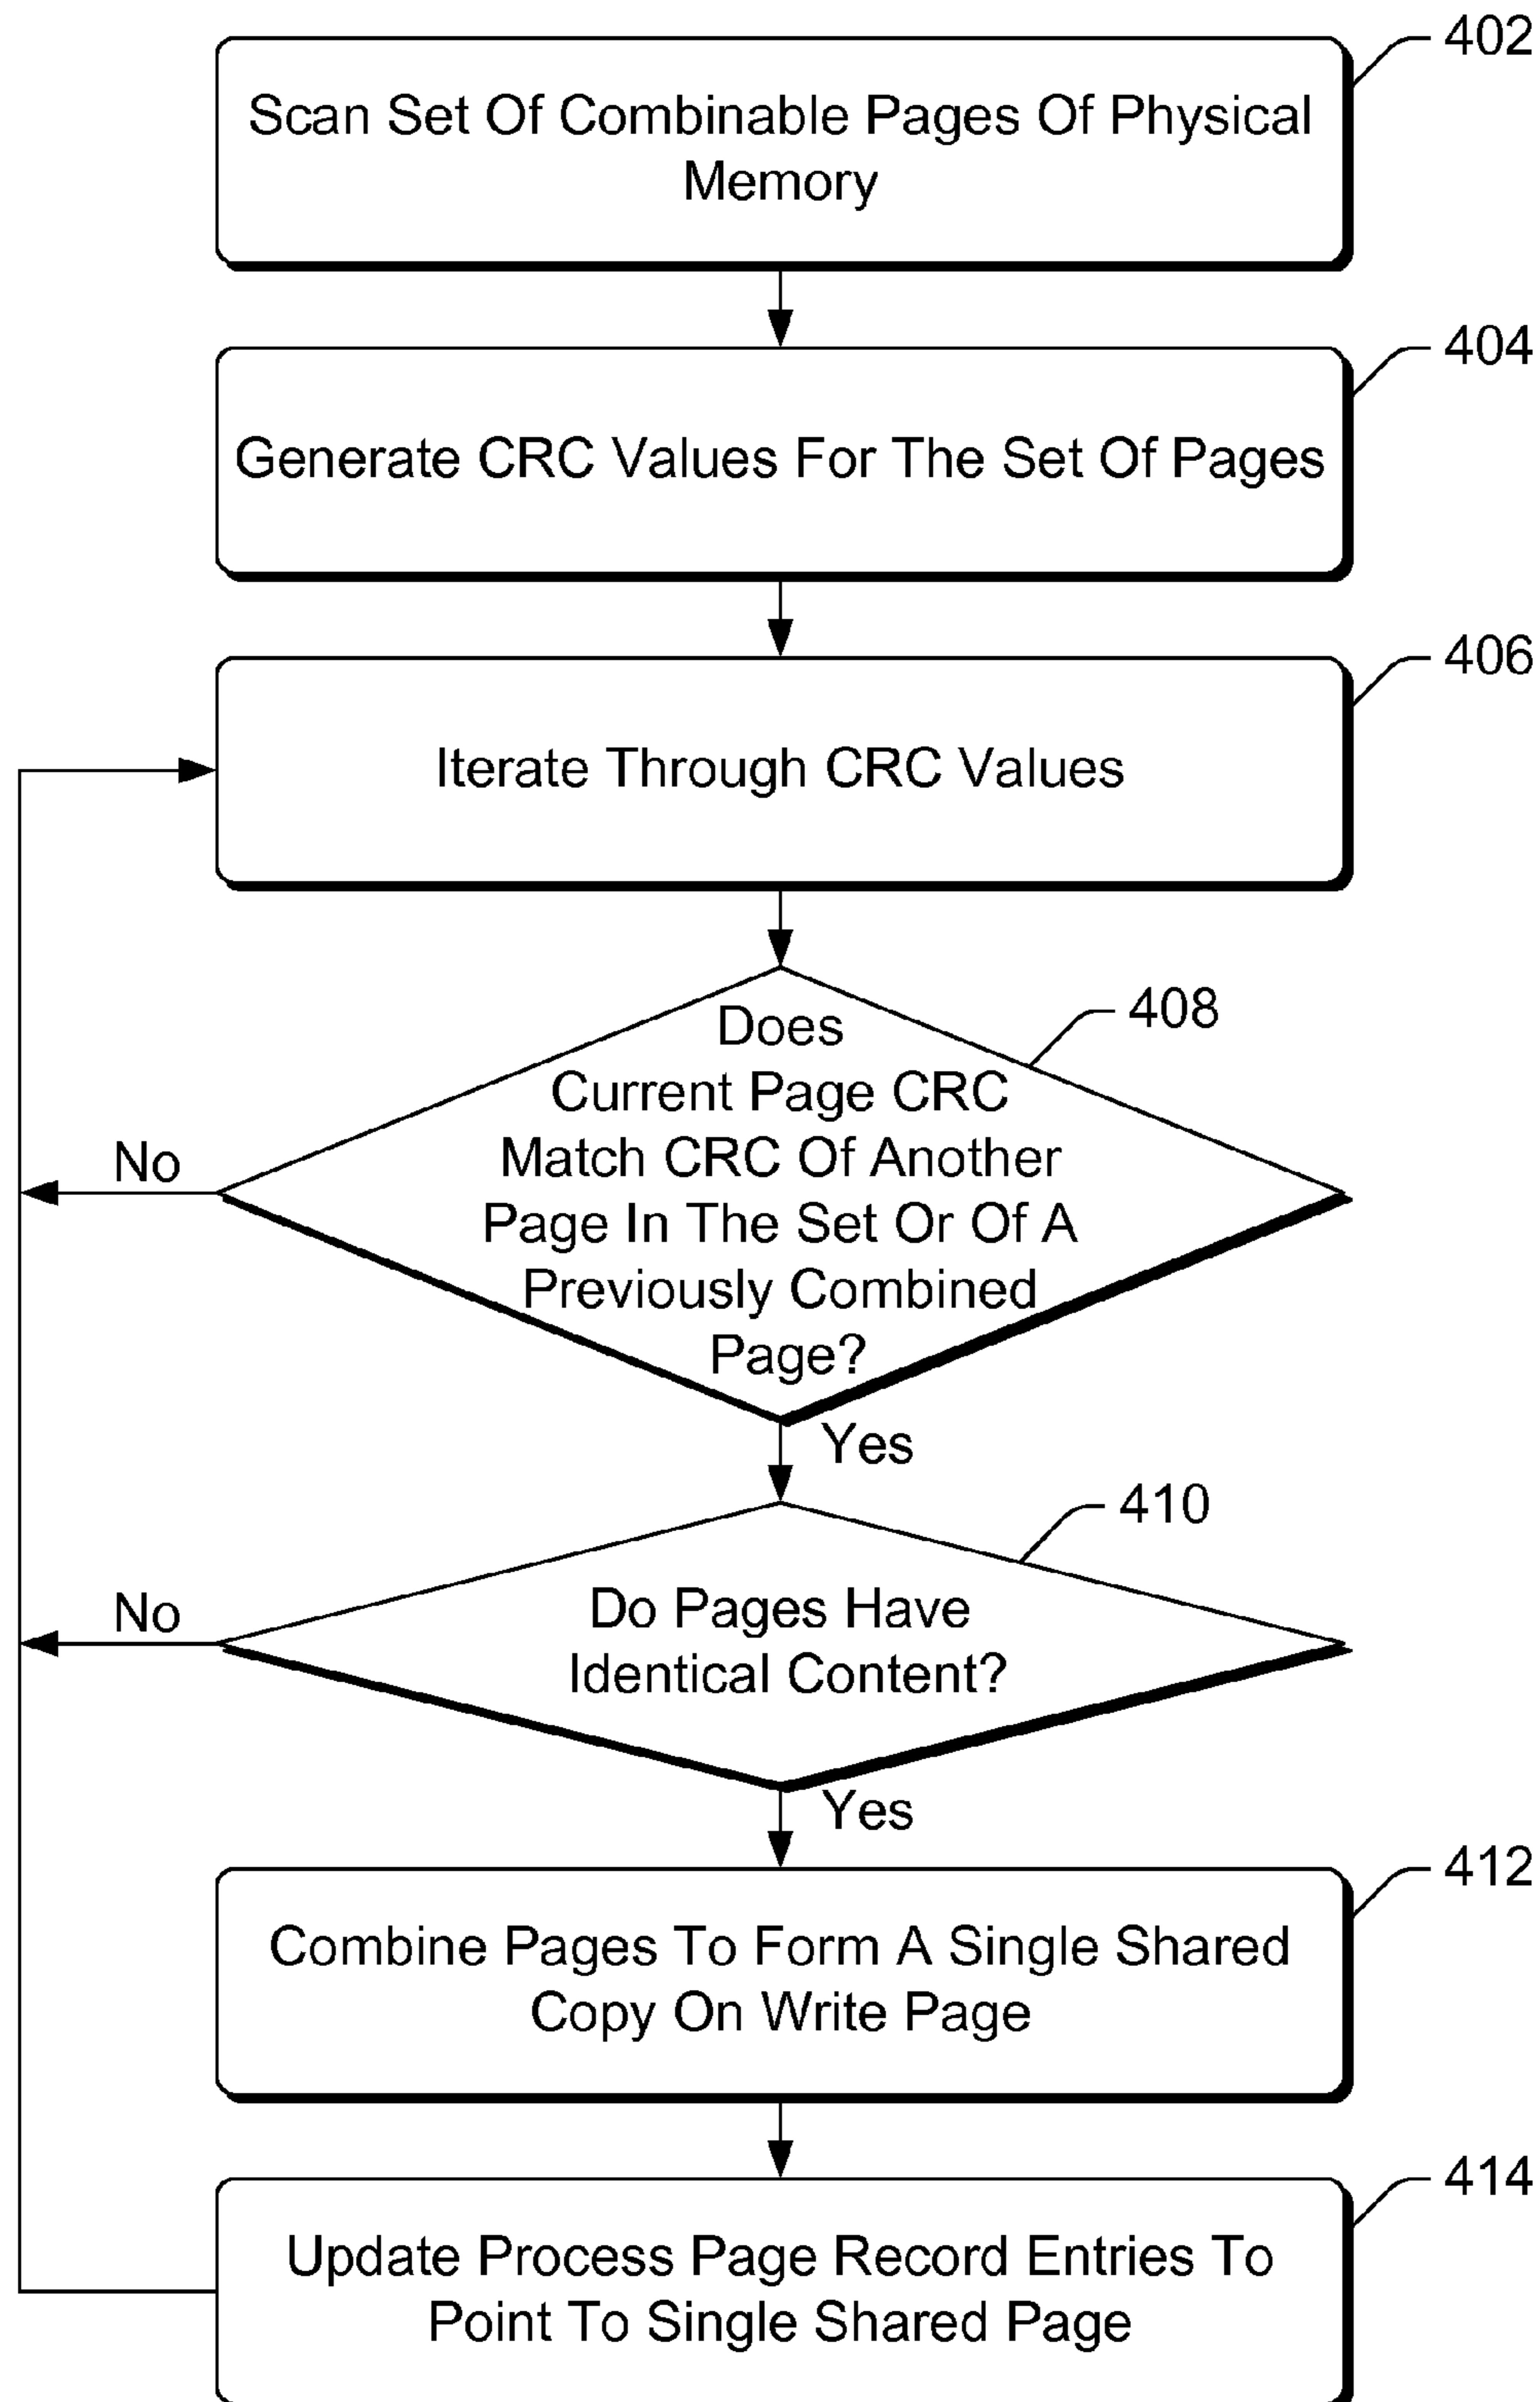 402
Scan Set Of Combinable Pages Of Physical
Memory
404
Generate CRC Values For The Set Of Pages
406
Iterate Through CRC Values
408
Does
Current Page CRC
Match CRC Of Another
Page In The Set Or Of A
Previously Combined
Page?
No
Yes
410
Do Pages Have
Identical Content?
No
Yes
412
Combine Pages To Form A Single Shared
Copy On Write Page
414
Update Process Page Record Entries To
Point To Single Shared Page